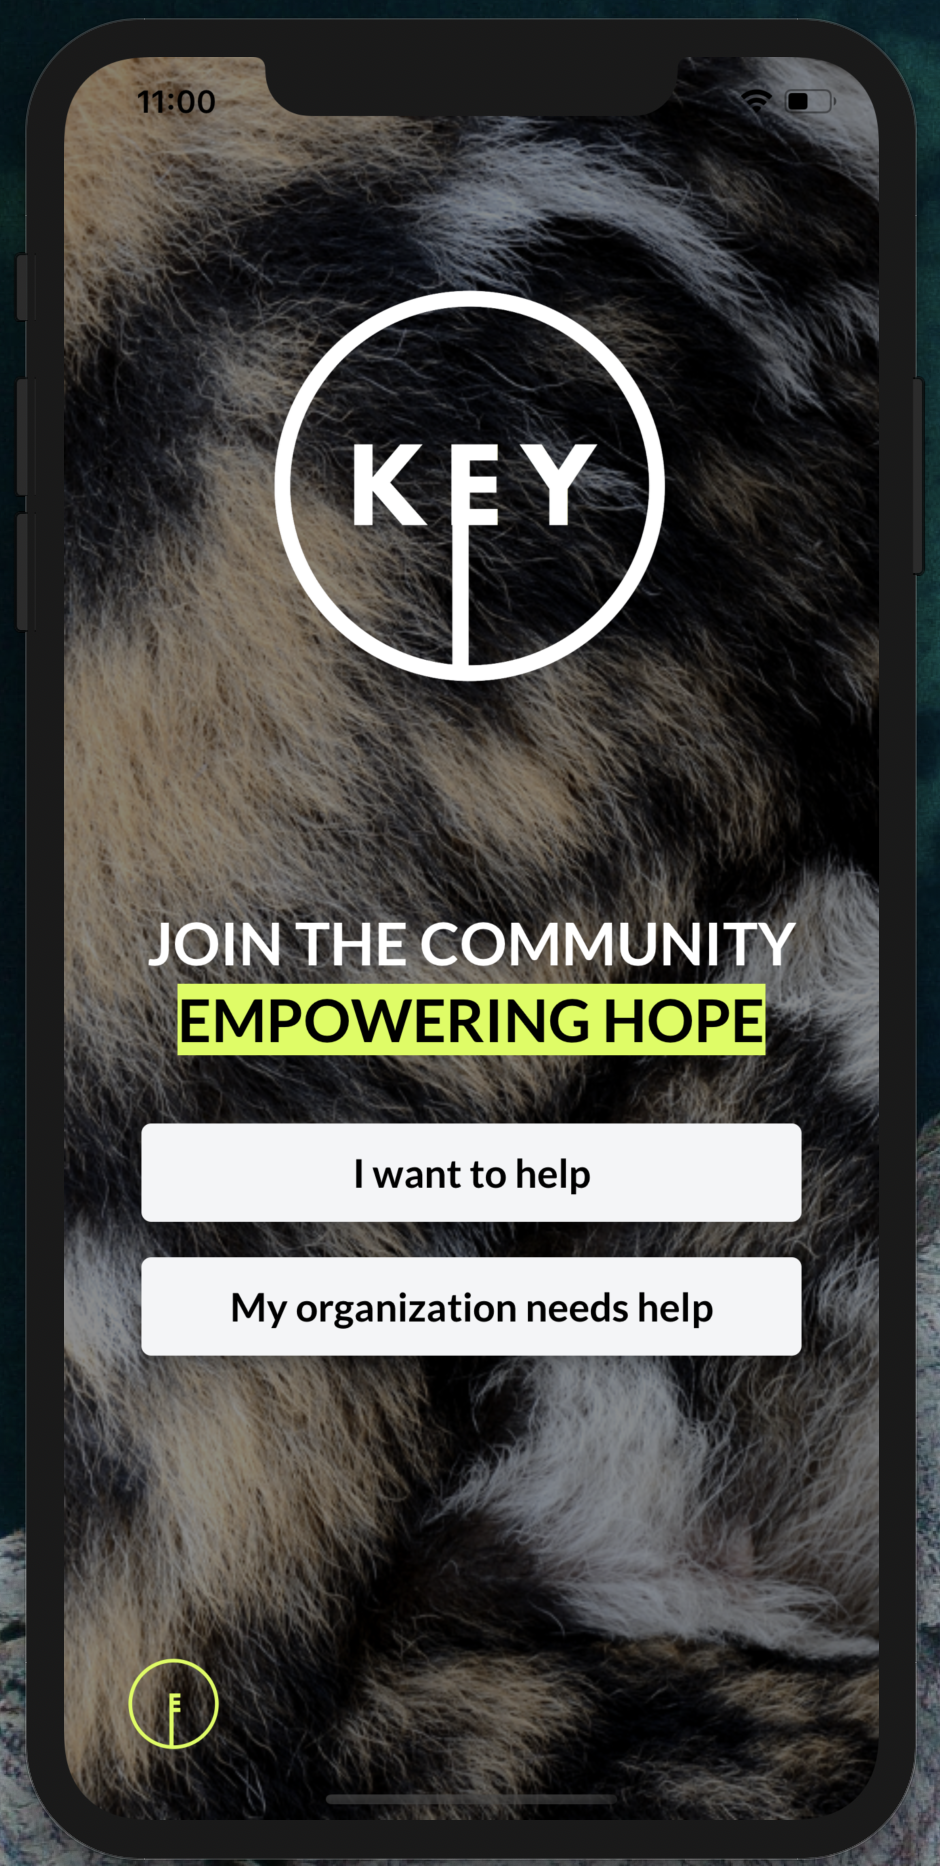 11:00
KEY
JOIN THE COMMUNITY
EMPOWERING HOPE
I want to help
My organization needs help
E